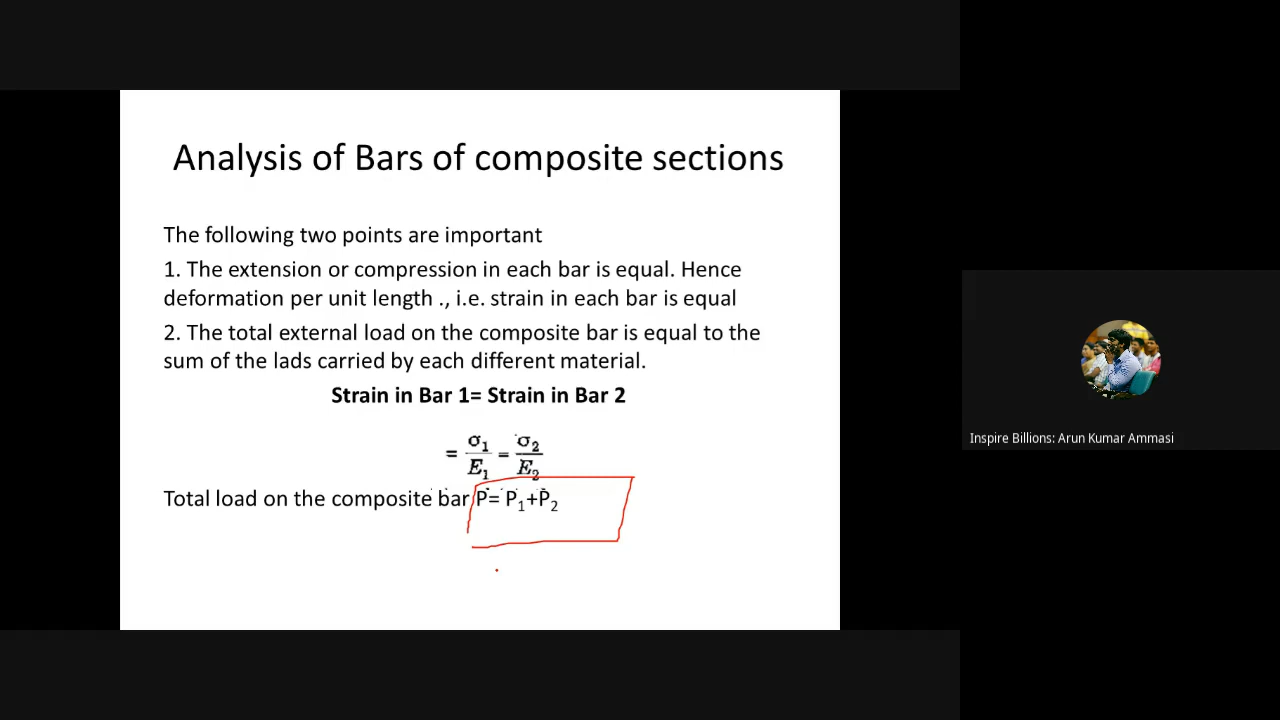 Analysis of Bars of composite sections
The following two points are important
1. The extension or compression in each bar is equal. Hence
deformation per unit length ., i.e. strain in each bar is equal
2. The total external load on the composite bar is equal to the
sum of the lads carried by each different material.
Strain in Bar 1= Strain in Bar 2
= σ₁/E₁ = σ₂/E₂
Total load on the composite bar P= P₁+P₂
Inspire Billions: Arun Kumar Ammasi